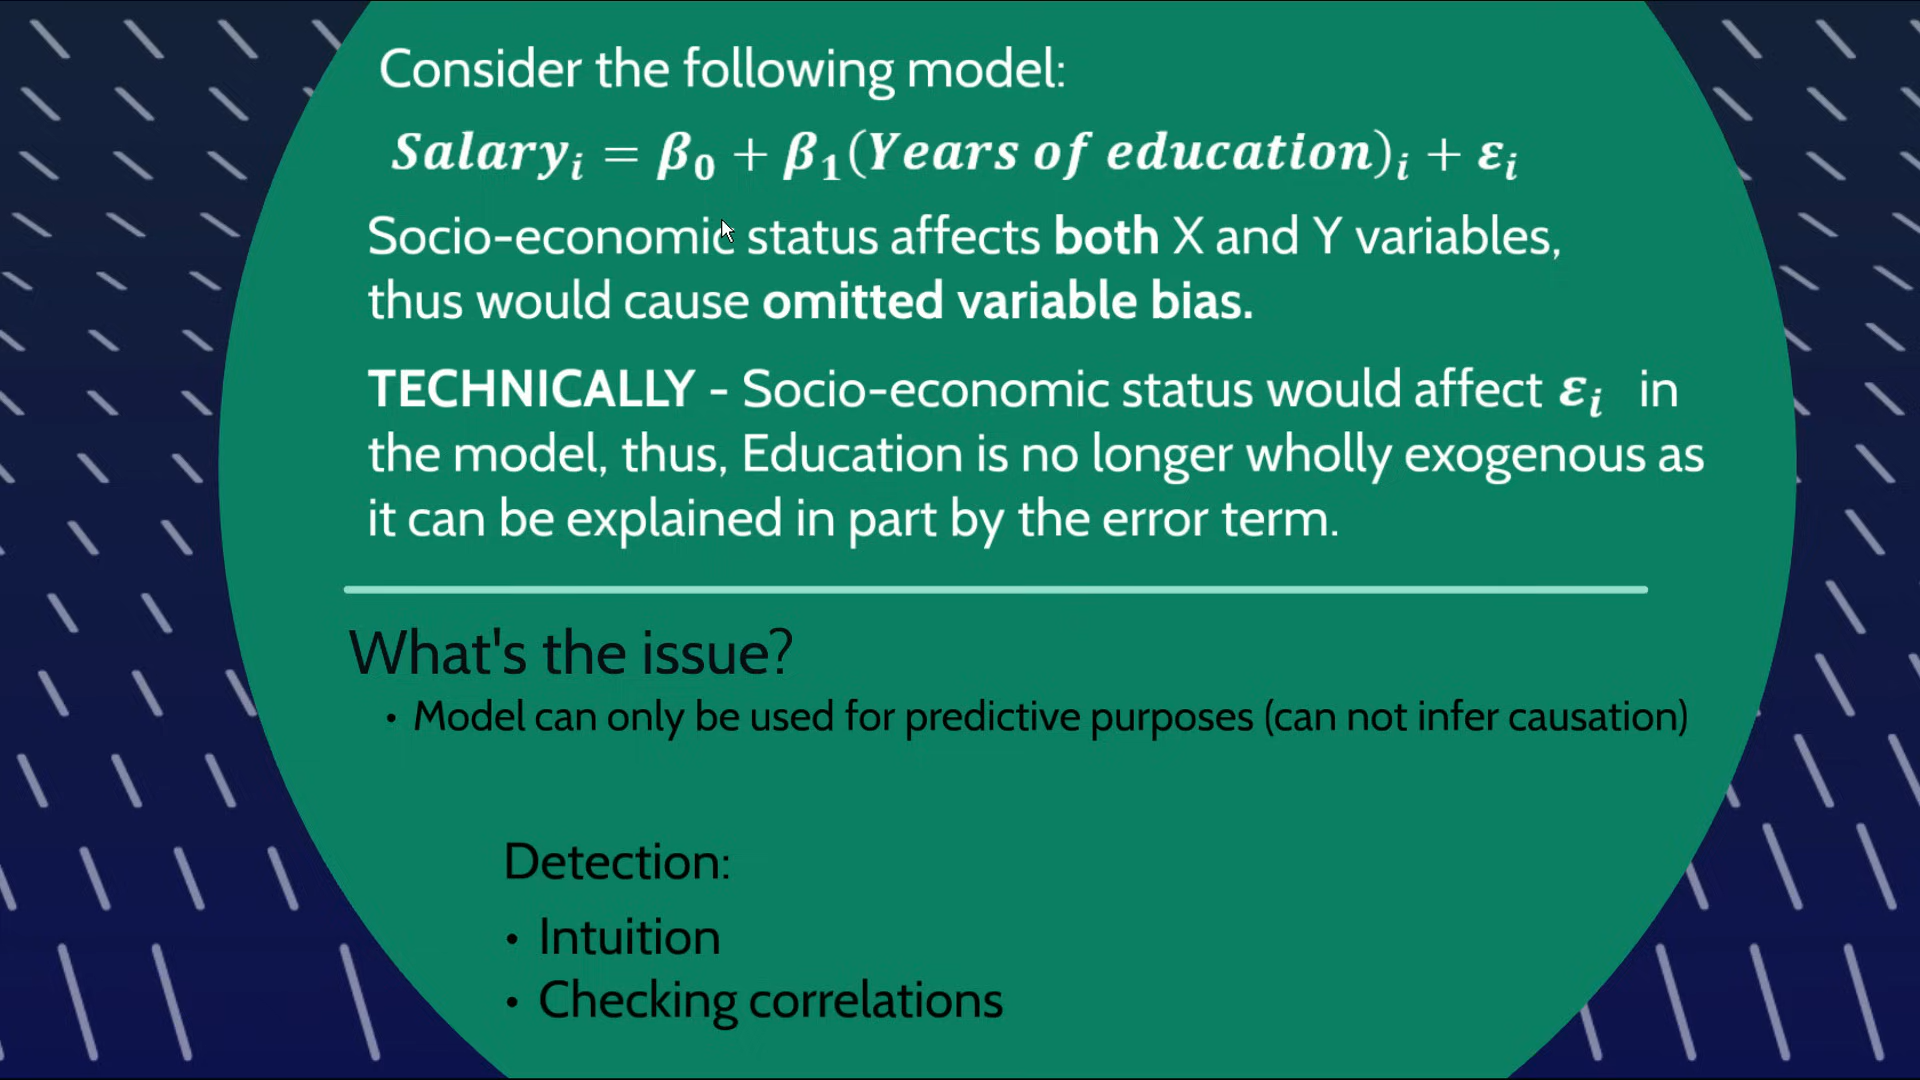 Consider the following model:
Salaryᵢ = β₀ + β₁(Years of education)ᵢ + εᵢ
Socio-economic status affects both X and Y variables,
thus would cause omitted variable bias.
TECHNICALLY - Socio-economic status would affect εᵢ in
the model, thus, Education is no longer wholly exogenous as
it can be explained in part by the error term.
What's the issue?
• Model can only be used for predictive purposes (can not infer causation)
Detection:
• Intuition
• Checking correlations